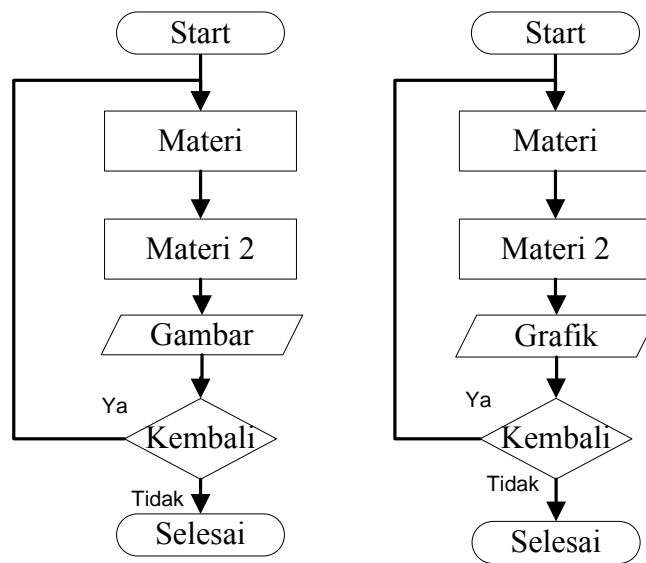 Start
Materi
Materi 2
Gambar
Ya
Kembali
Tidak
Selesai
Start
Materi
Materi 2
Grafik
Ya
Kembali
Tidak
Selesai